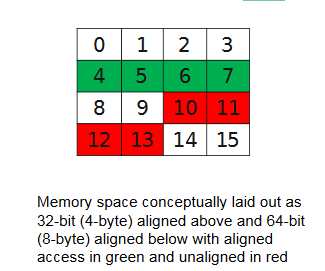 0 1 2 3
4 5 6 7
8 9 10 11
12 13 14 15
Memory space conceptually laid out as
32-bit (4-byte) aligned above and 64-bit
(8-byte) aligned below with aligned
access in green and unaligned in red